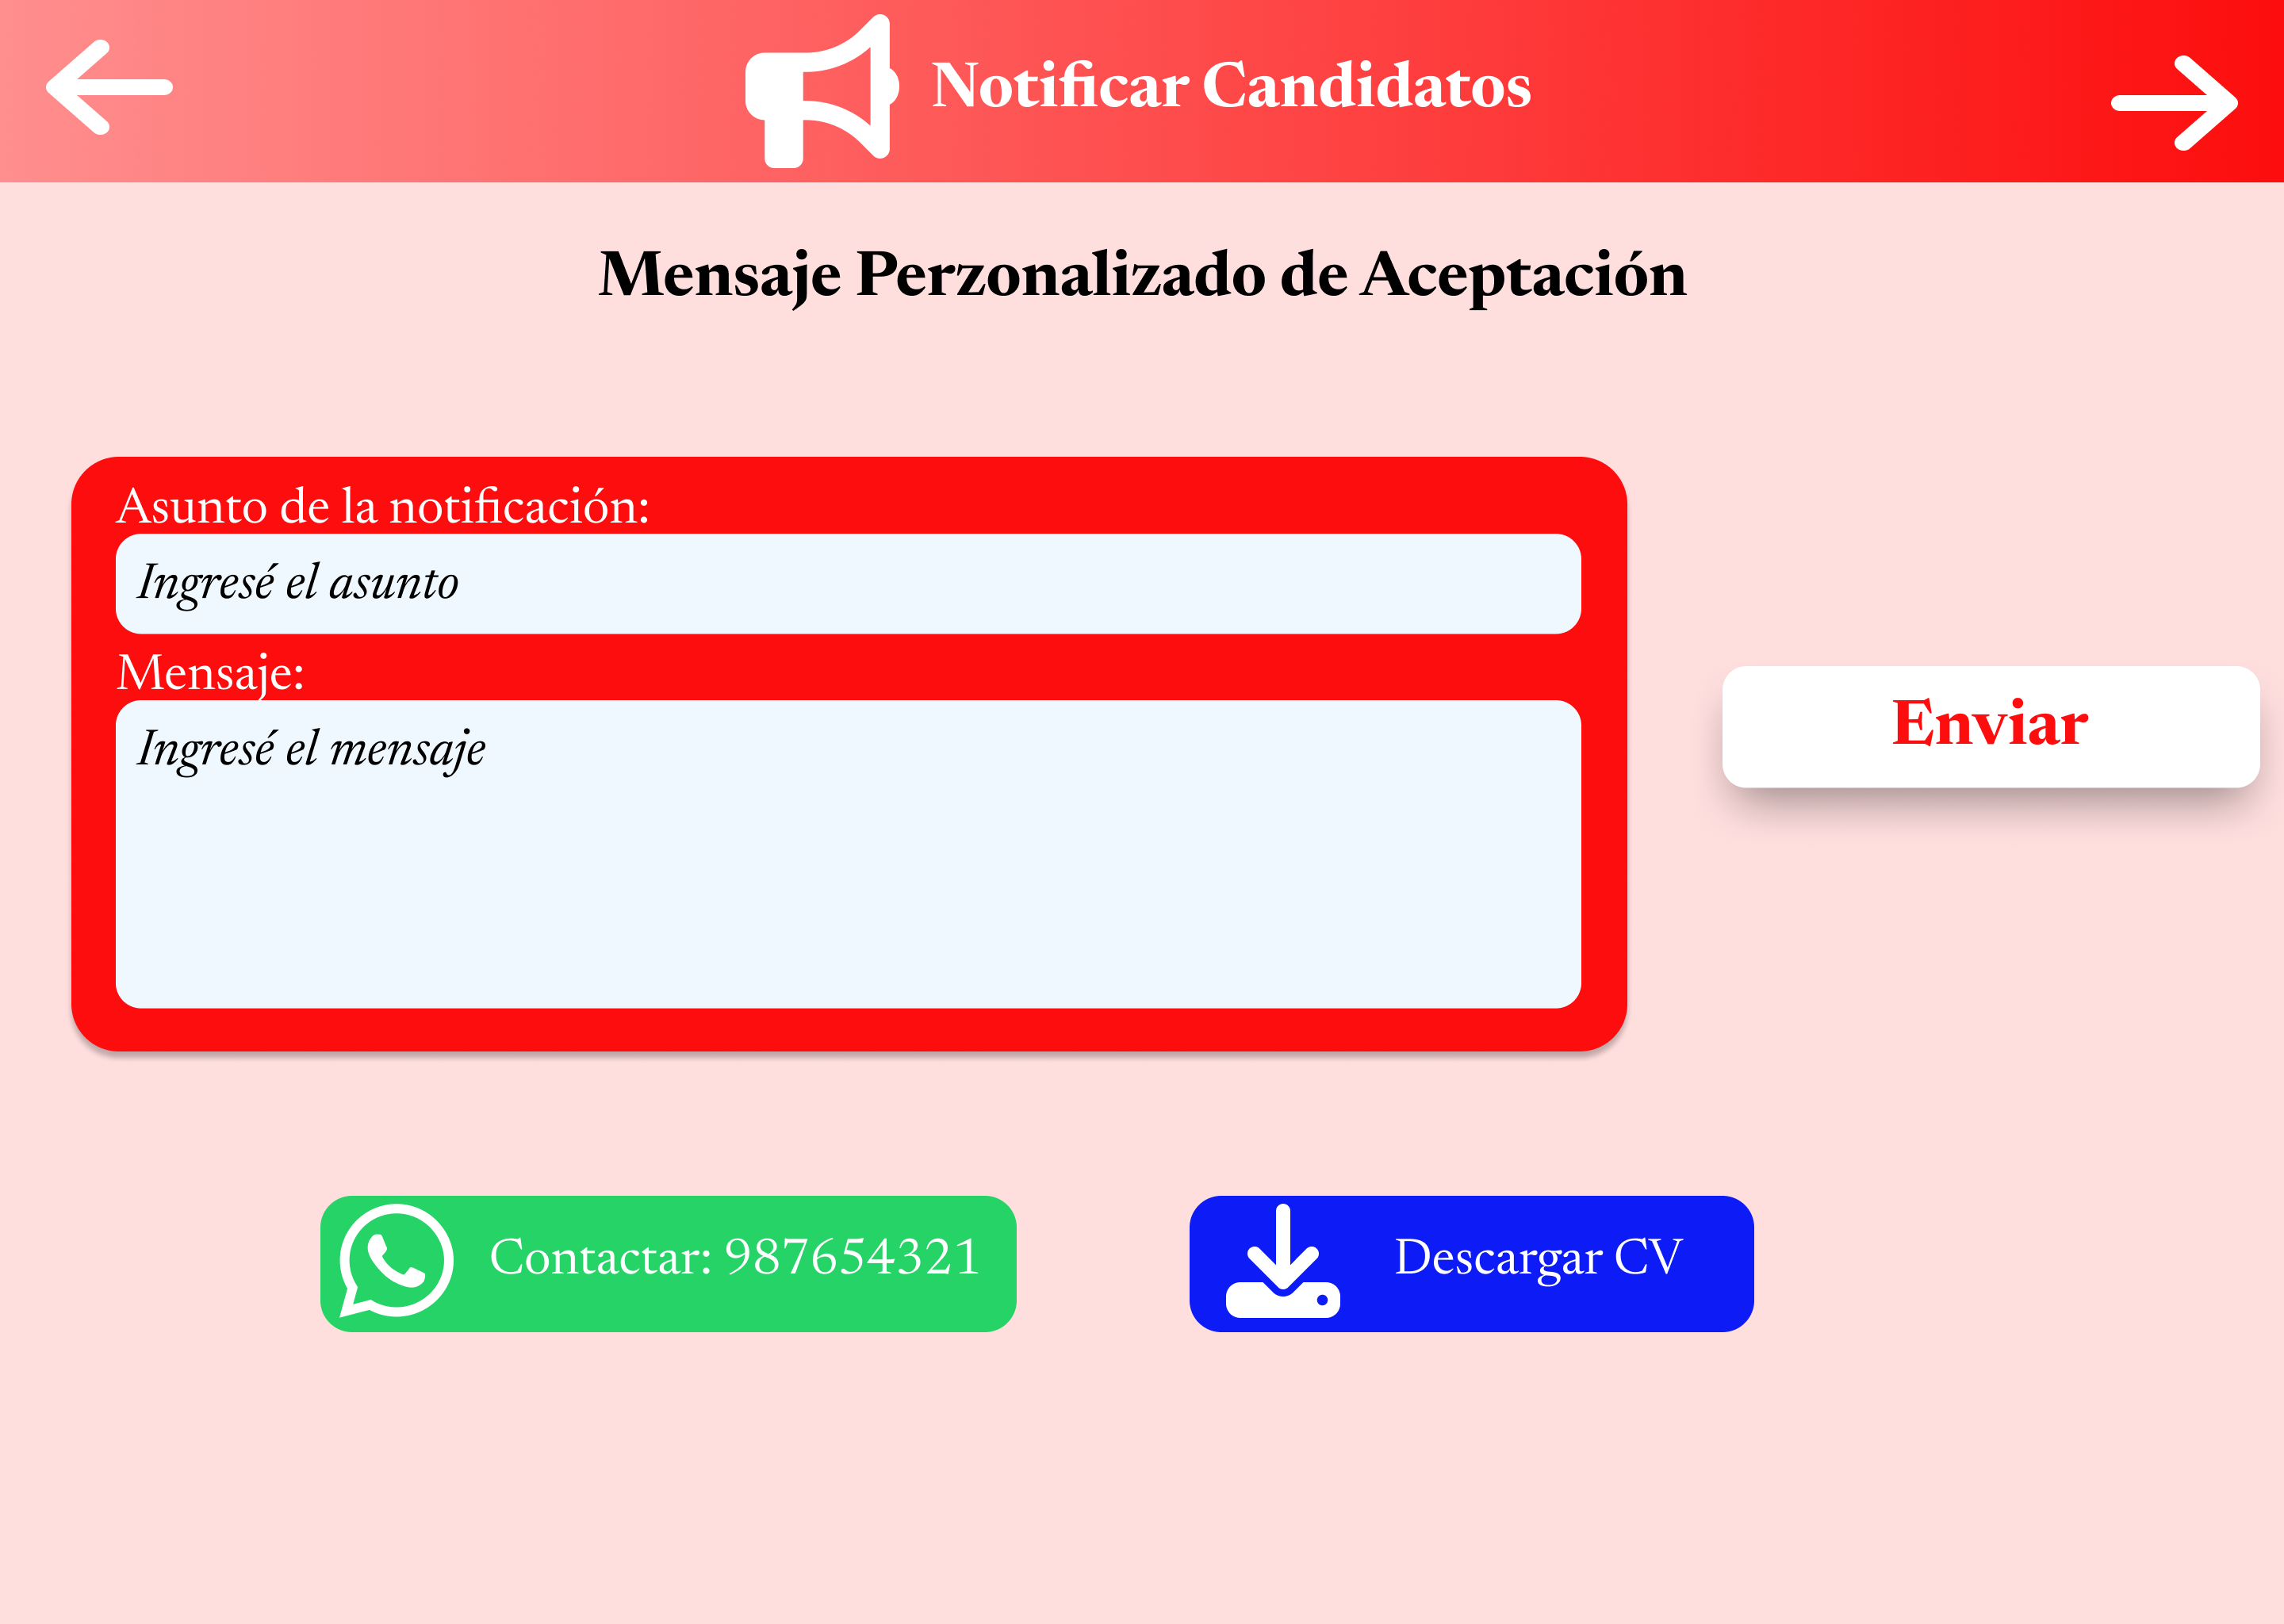 Notificar Candidatos
Mensaje Perzonalizado de Aceptación
Asunto de la notificación:
Ingresé el asunto
Mensaje:
Ingresé el mensaje
Enviar
Contactar: 987654321
Descargar CV